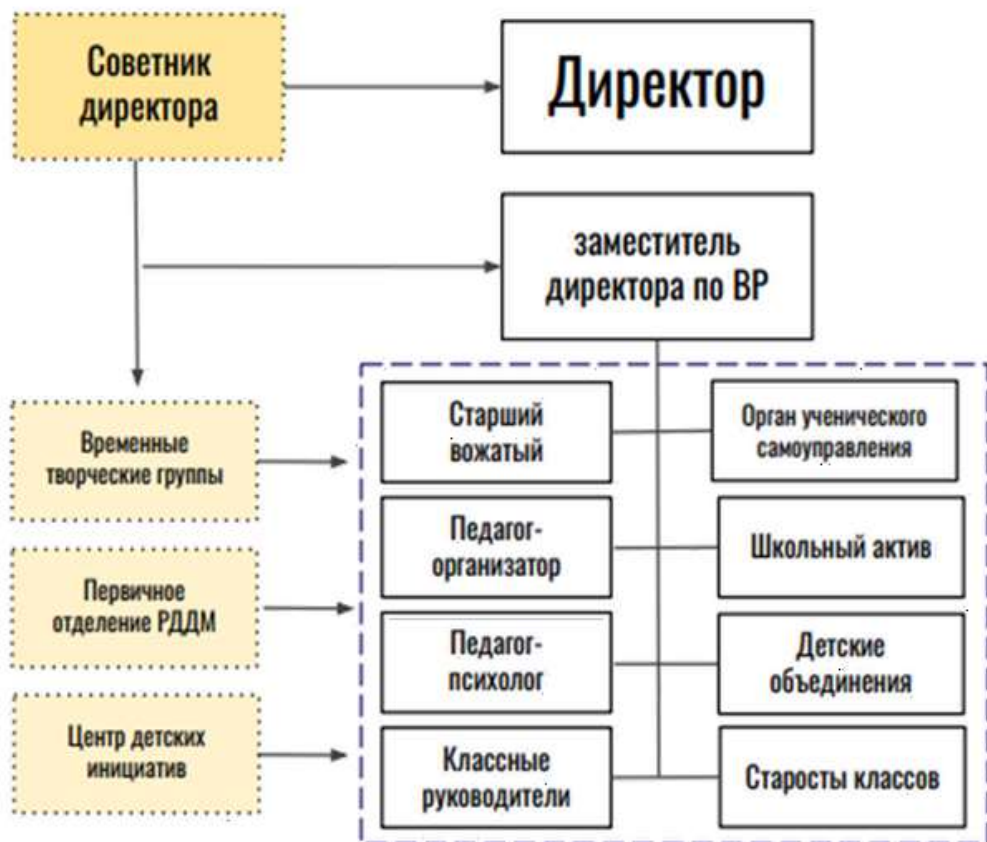 Советник
директора
Директор
заместитель
директора по ВР
Временные
творческие группы
Первичное
отделение РДДМ
Центр детских
инициатив
Старший
вожатый
Орган ученического
самоуправления
Педагог-
организатор
Школьный актив
Педагог-
психолог
Детские
объединения
Классные
руководители
Старосты классов